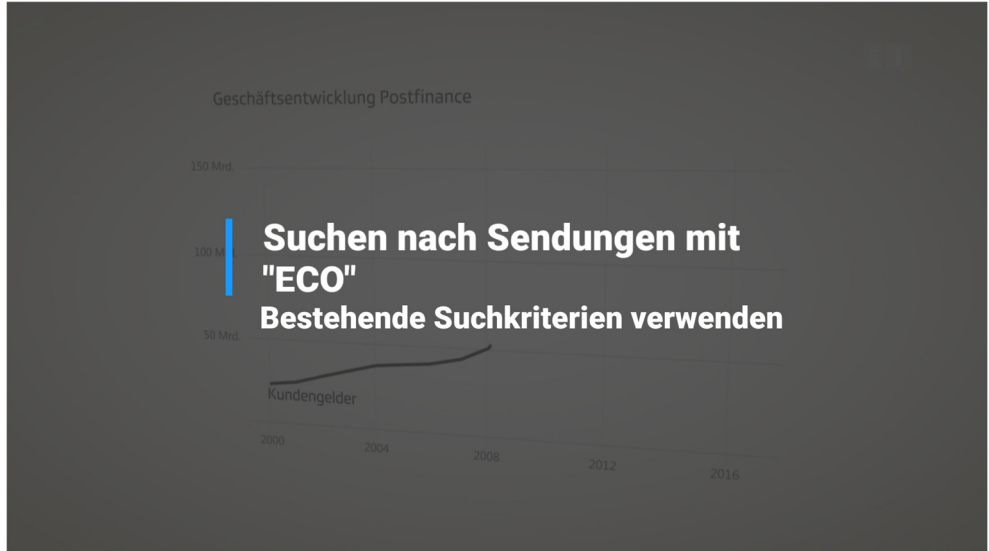 Geschäftsentwicklung Postfinance
150 Mrd.
Suchen nach Sendungen mit
100 M
"ECO"
Bestehende Suchkriterien verwenden
50 Mrd.
Kundengelder
2000 2004 2008 2012 2016